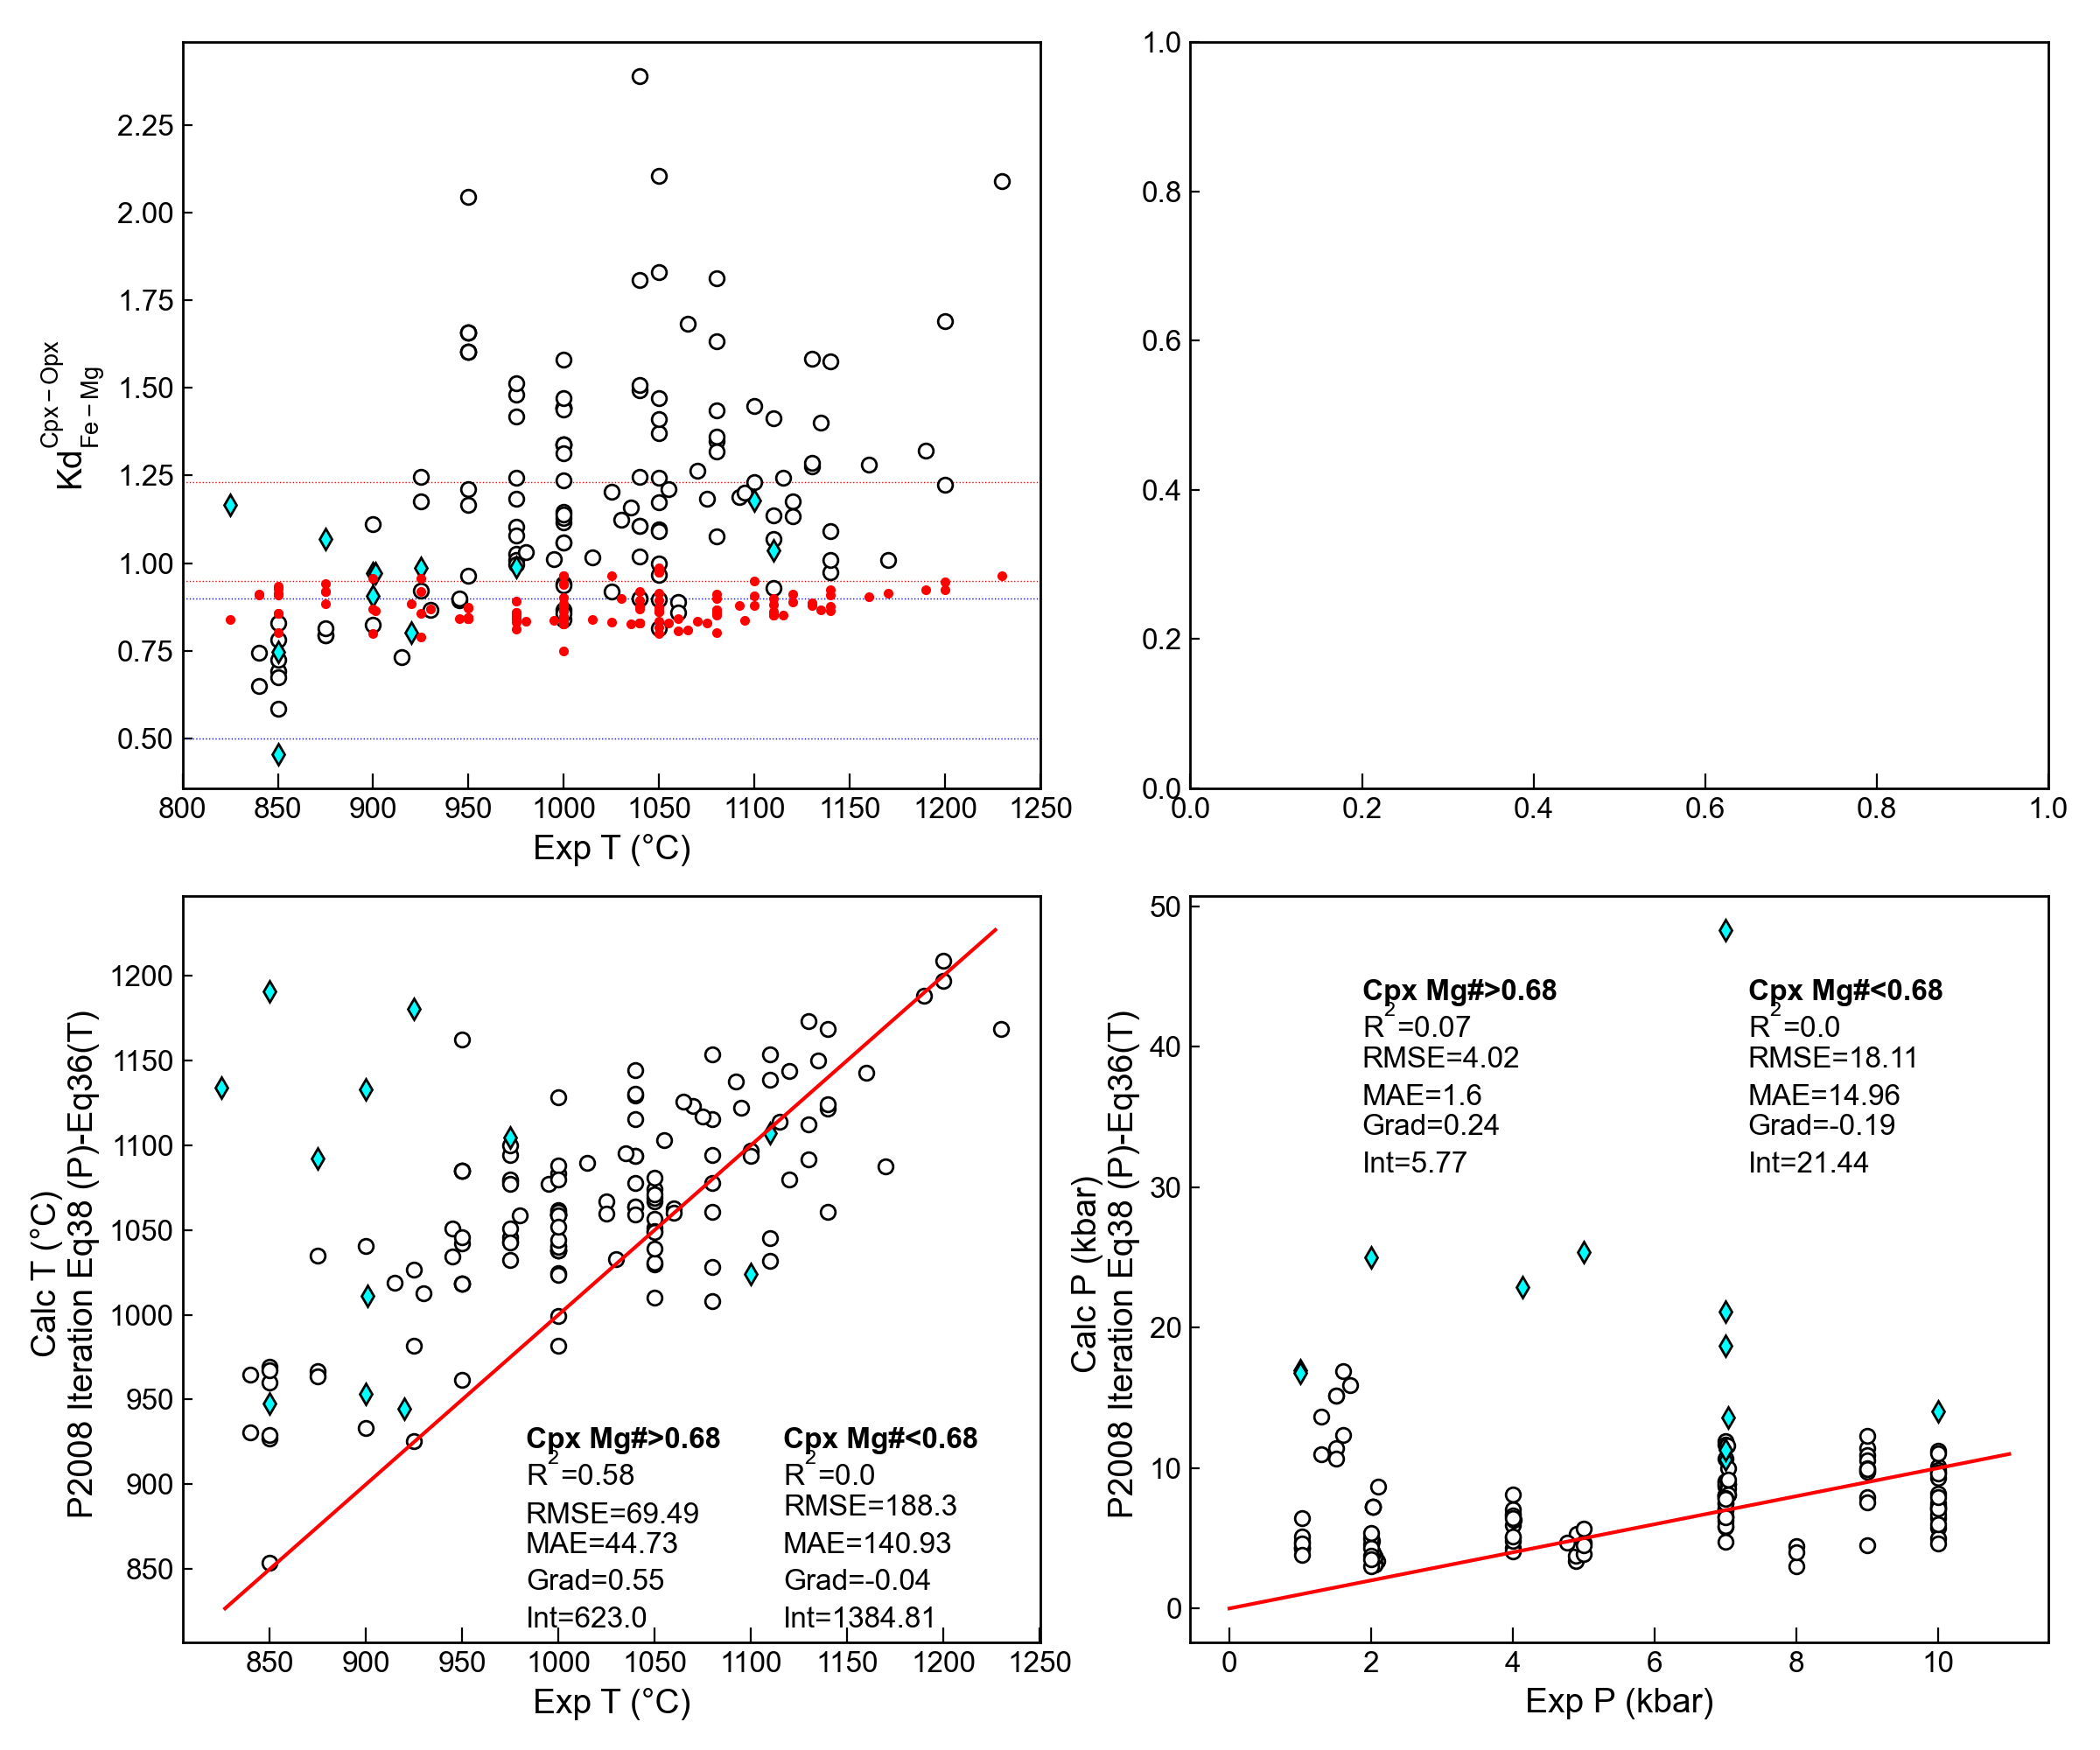 2.25
2.00
1.75
1.50
1.25
1.00
0.75
0.50
Kd Cpx−Opx Fe−Mg
800 850 900 950 1000 1050 1100 1150 1200 1250
Exp T (°C)
1.0
0.8
0.6
0.4
0.2
0.0
0.0 0.2 0.4 0.6 0.8 1.0
1200
1150
1100
1050
1000
950
900
850
Calc T (°C)
P2008 Iteration Eq38 (P)-Eq36(T)
Cpx Mg#>0.68
R²=0.58
RMSE=69.49
MAE=44.73
Grad=0.55
Int=623.0
Cpx Mg#<0.68
R²=0.0
RMSE=188.3
MAE=140.93
Grad=-0.04
Int=1384.81
850 900 950 1000 1050 1100 1150 1200 1250
Exp T (°C)
50
40
30
20
10
0
Calc P (kbar)
P2008 Iteration Eq38 (P)-Eq36(T)
Cpx Mg#>0.68
R²=0.07
RMSE=4.02
MAE=1.6
Grad=0.24
Int=5.77
Cpx Mg#<0.68
R²=0.0
RMSE=18.11
MAE=14.96
Grad=-0.19
Int=21.44
0 2 4 6 8 10
Exp P (kbar)